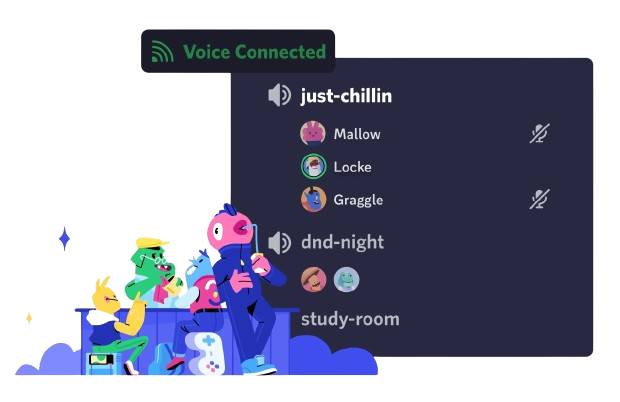 Voice Connected
just-chillin
Mallow
Locke
Graggle
dnd-night
study-room